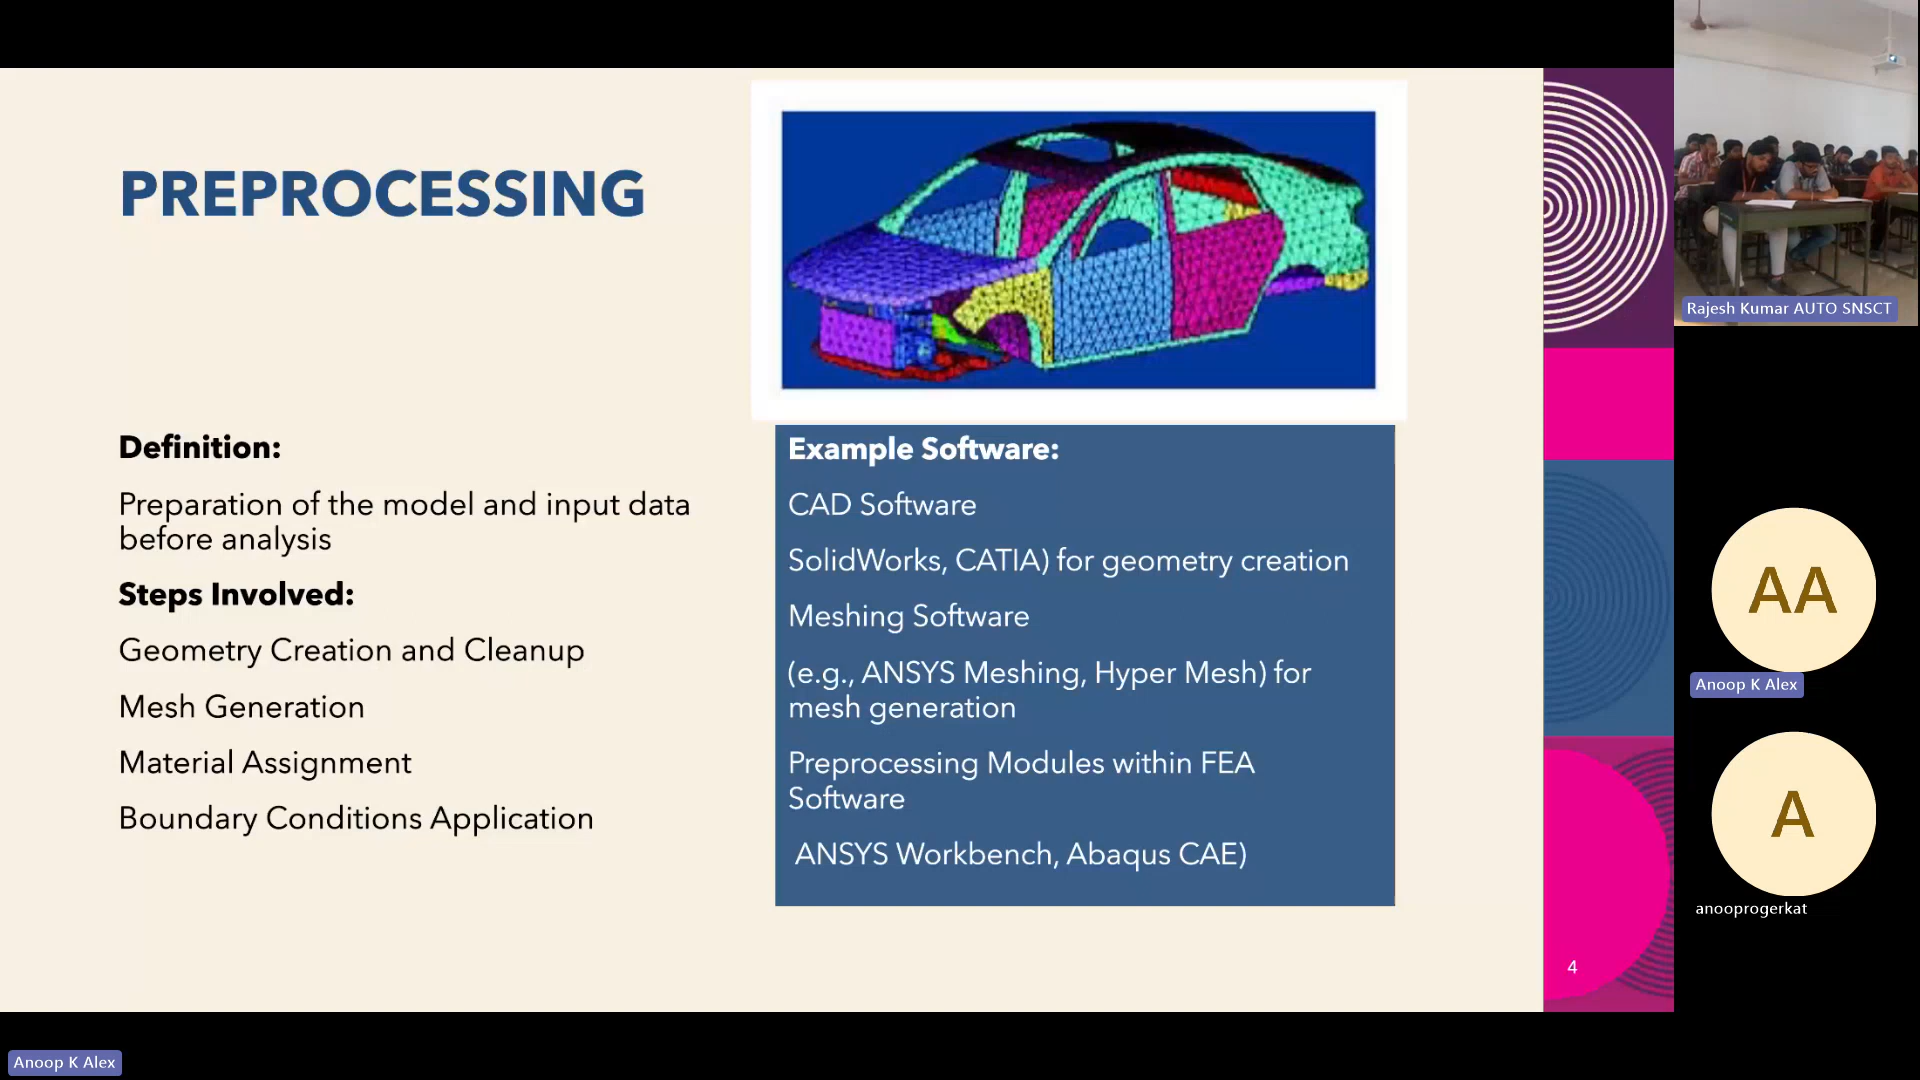 PREPROCESSING
Definition:
Preparation of the model and input data
before analysis
Steps Involved:
Geometry Creation and Cleanup
Mesh Generation
Material Assignment
Boundary Conditions Application
Example Software:
CAD Software
SolidWorks, CATIA) for geometry creation
Meshing Software
(e.g., ANSYS Meshing, Hyper Mesh) for
mesh generation
Preprocessing Modules within FEA
Software
ANSYS Workbench, Abaqus CAE)
4
Rajesh Kumar AUTO SNSCT
AA
Anoop K Alex
A
anooprogerkat
Anoop K Alex